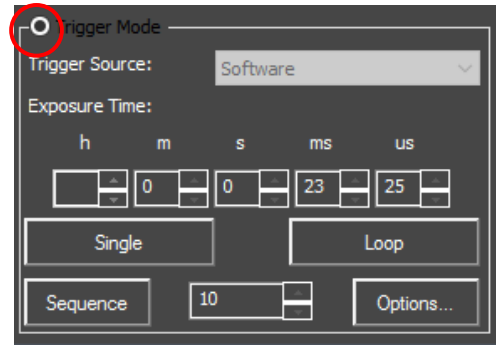 Trigger Mode
Trigger Source: Software
Exposure Time:
h m s ms us
0 0 23 25
Single Loop
Sequence 10 Options...